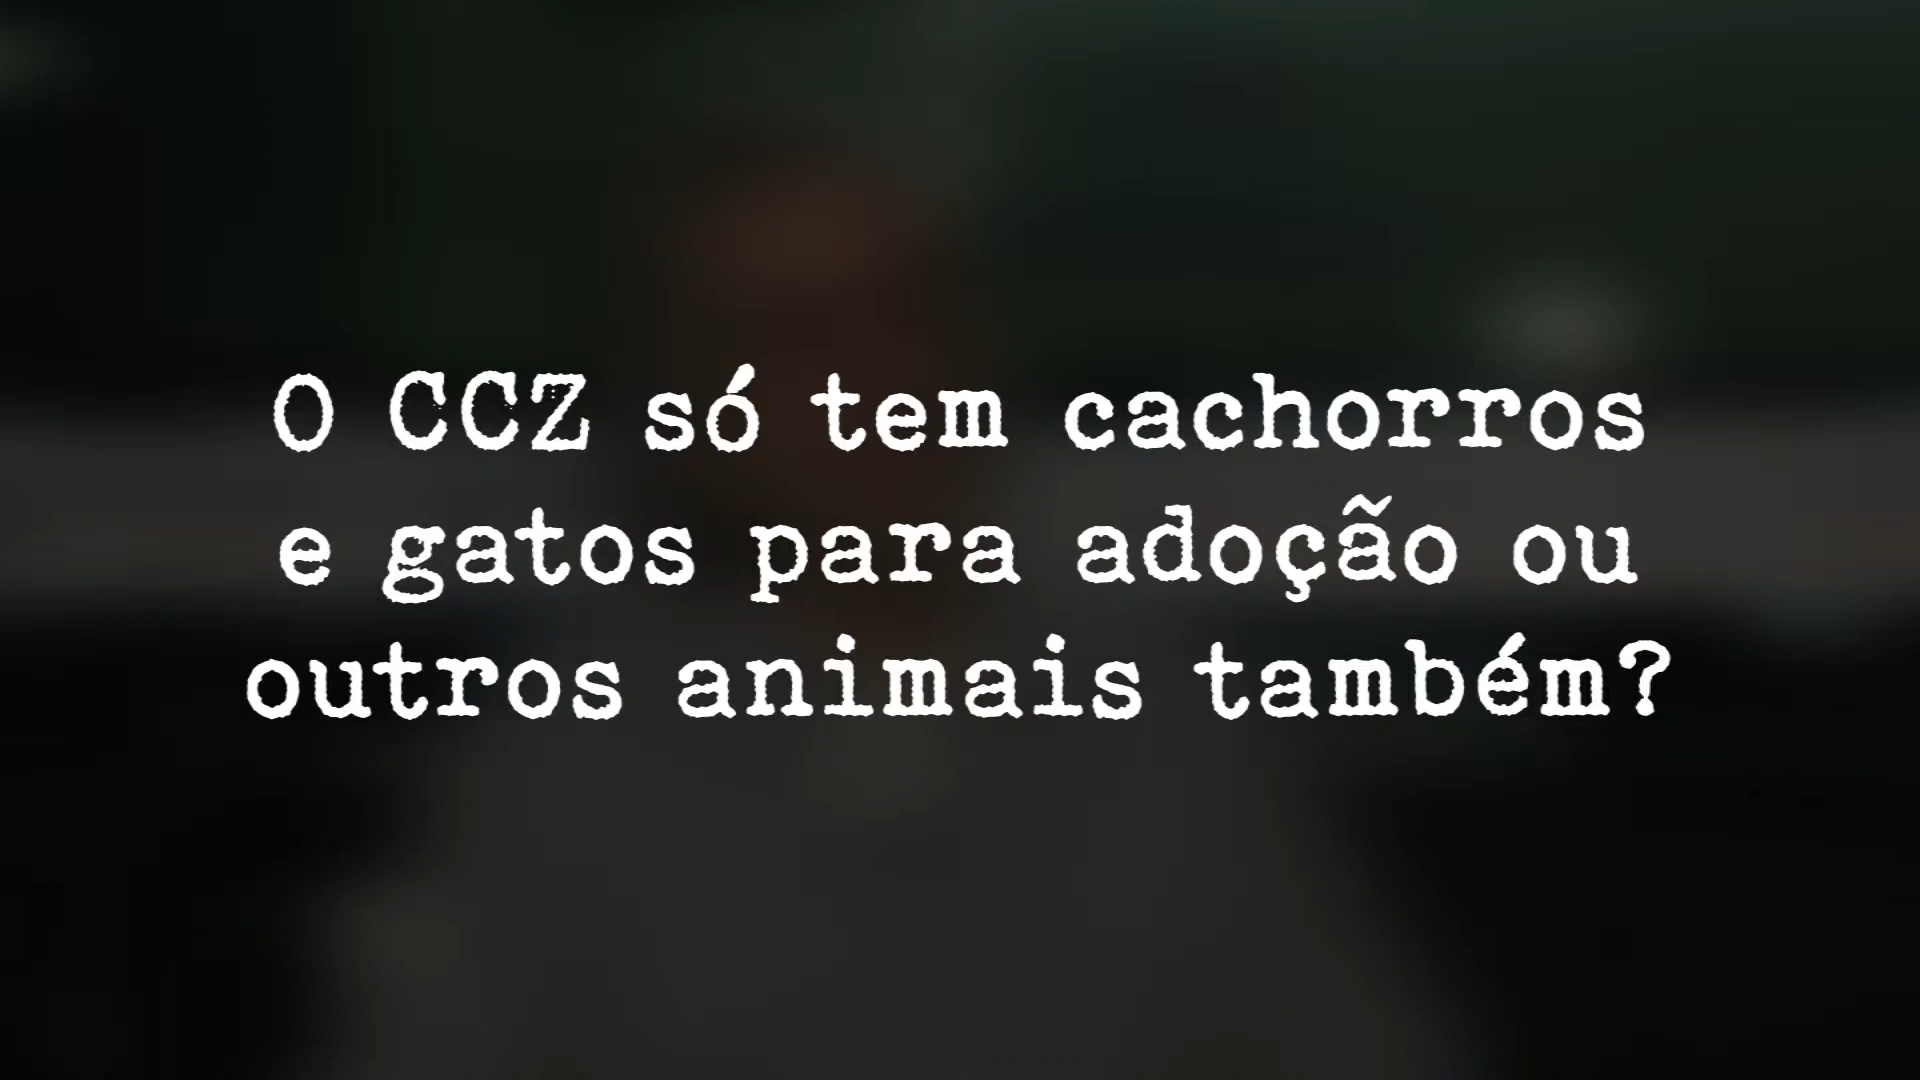 O CCZ só tem cachorros
e gatos para adoção ou
outros animais também?